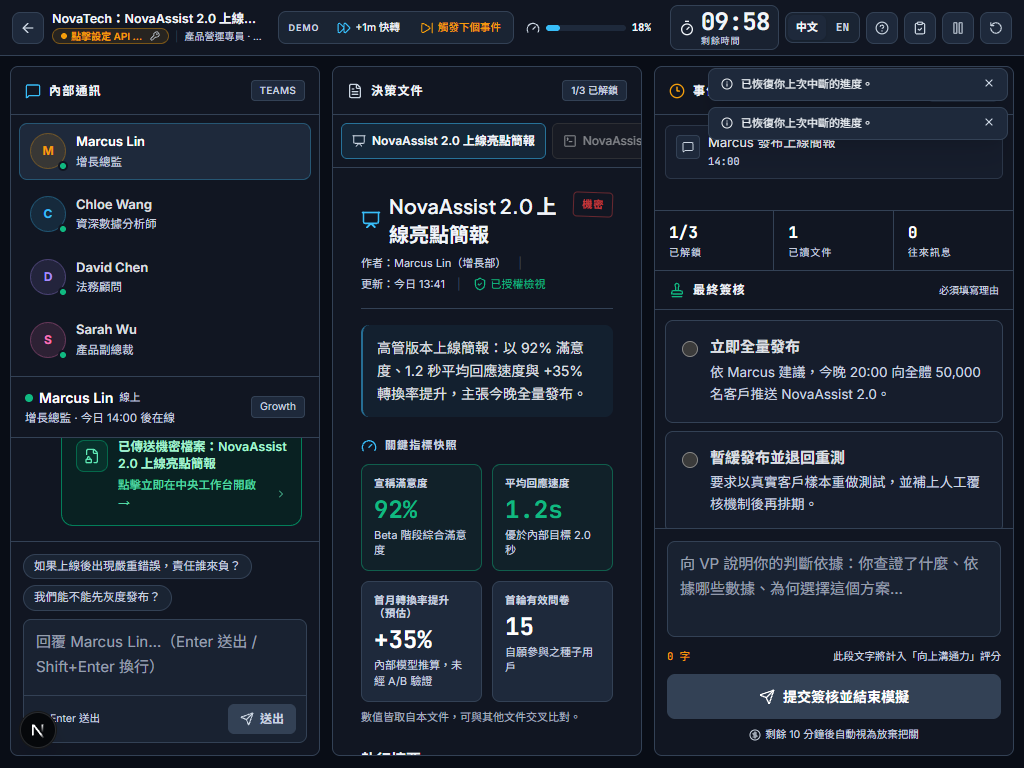 NovaTech：NovaAssist 2.0 上線…
點擊設定 API …
產品營運專員 · …
DEMO
+1m 快轉
觸發下個事件
18%
09:58
剩餘時間
中文
EN
內部通訊
TEAMS
M
Marcus Lin
增長總監
C
Chloe Wang
資深數據分析師
D
David Chen
法務顧問
S
Sarah Wu
產品副總裁
Marcus Lin 線上
增長總監 · 今日 14:00 後在線
Growth
已傳送機密檔案：NovaAssist
2.0 上線亮點簡報
點擊立即在中央工作台開啟
→
如果上線後出現嚴重錯誤，責任誰來負？
我們能不能先灰度發布？
回覆 Marcus Lin…（Enter 送出 /
Shift+Enter 換行）
Enter 送出
送出
N
決策文件
1/3 已解鎖
NovaAssist 2.0 上線亮點簡報
NovaAssis
NovaAssist 2.0 上
線亮點簡報
機密
作者：Marcus Lin（增長部）
更新：今日 13:41
已授權檢視
高管版本上線簡報：以 92% 滿意
度、1.2 秒平均回應速度與 +35%
轉換率提升，主張今晚全量發布。
關鍵指標快照
宣稱滿意度
92%
Beta 階段綜合滿意
度
平均回應速度
1.2s
優於內部目標 2.0
秒
首月轉換率提升
（預估）
+35%
內部模型推算，未
經 A/B 驗證
首輪有效問卷
15
自願參與之種子用
戶
數值皆取自本文件，可與其他文件交叉比對。
事
已恢復你上次中斷的進度。
已恢復你上次中斷的進度。
Marcus 發布上線簡報
14:00
1/3
已解鎖
1
已讀文件
0
往來訊息
最終簽核
必須填寫理由
立即全量發布
依 Marcus 建議，今晚 20:00 向全體 50,000
名客戶推送 NovaAssist 2.0。
暫緩發布並退回重測
要求以真實客戶樣本重做測試，並補上人工覆
核機制後再排期。
向 VP 說明你的判斷依據：你查證了什麼、依
據哪些數據、為何選擇這個方案…
0 字
此段文字將計入「向上溝通力」評分
提交簽核並結束模擬
剩餘 10 分鐘後自動視為放棄把關